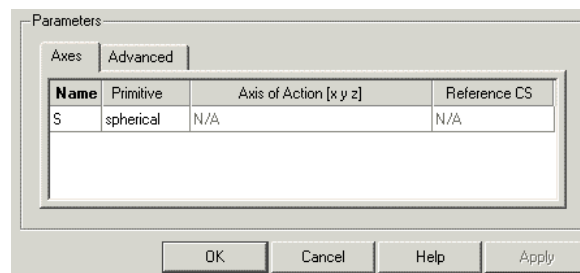 Parameters
Axes Advanced
Name Primitive Axis of Action [x y z] Reference CS
S spherical N/A N/A
OK Cancel Help Apply